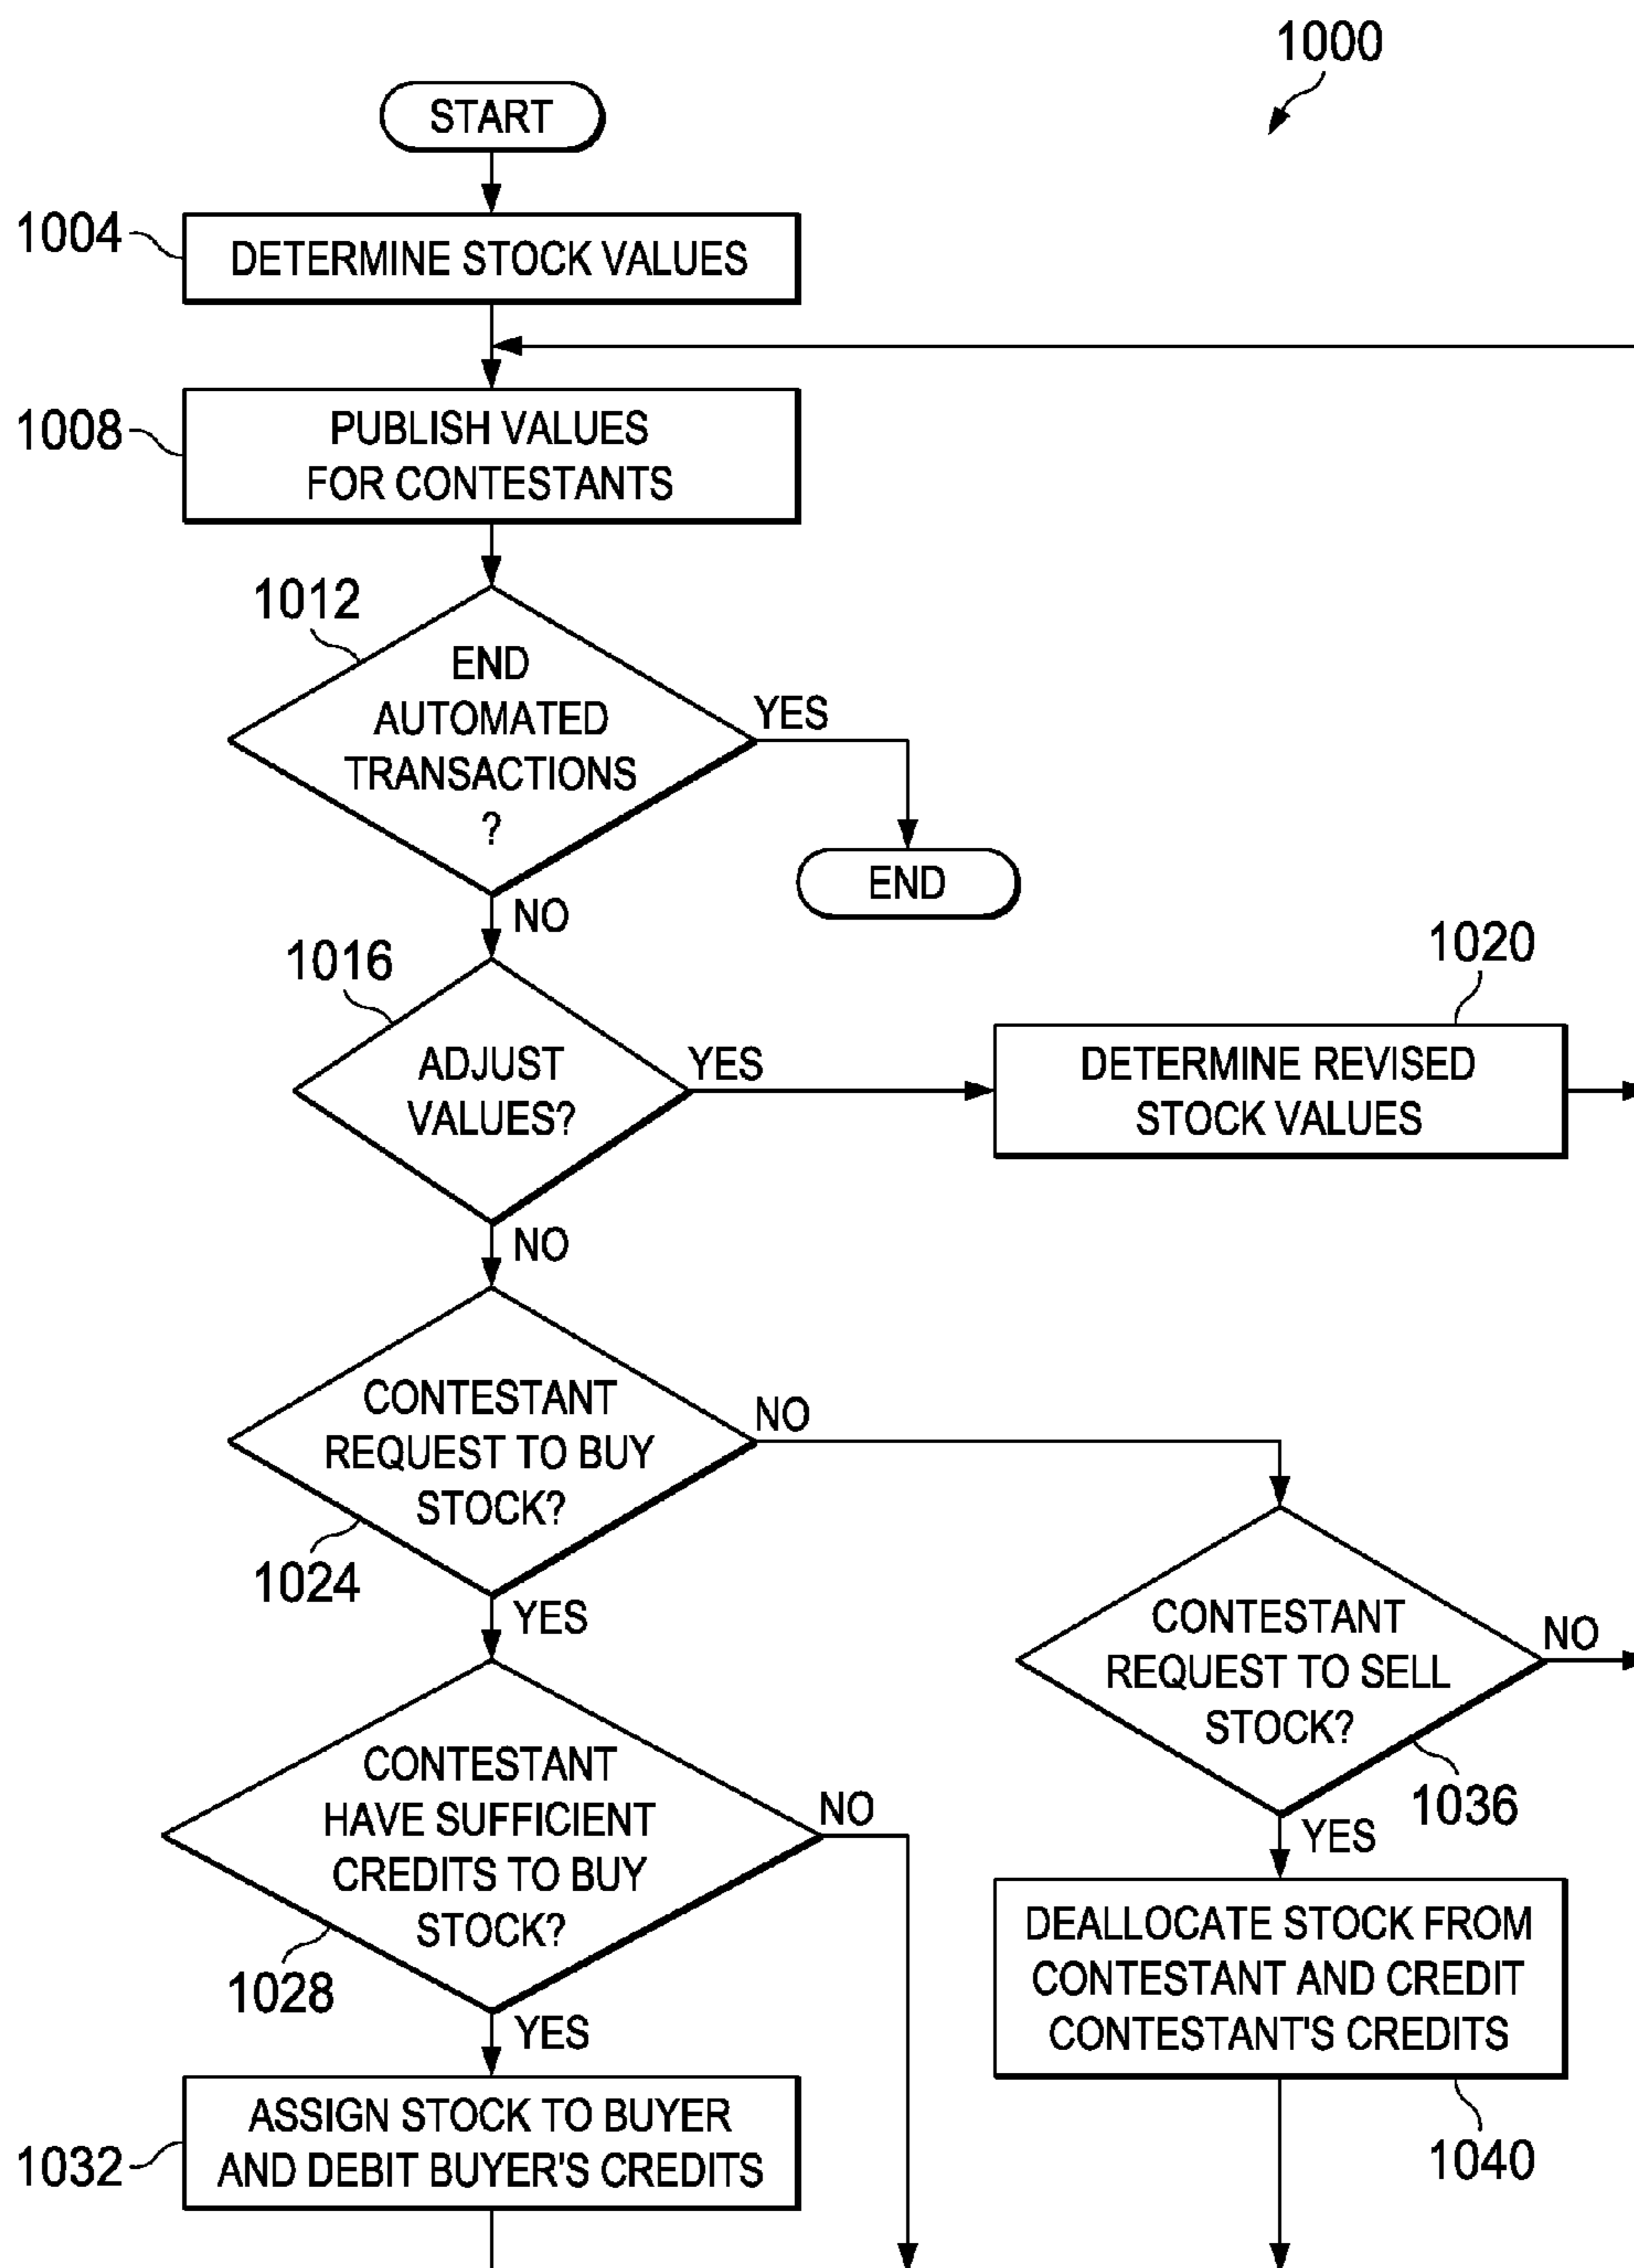 1000
START
1004
DETERMINE STOCK VALUES
1008
PUBLISH VALUES
FOR CONTESTANTS
1012
END
AUTOMATED
TRANSACTIONS
?
YES
END
NO
1016
ADJUST
VALUES?
YES
1020
DETERMINE REVISED
STOCK VALUES
NO
CONTESTANT
REQUEST TO BUY
STOCK?
NO
1024
YES
CONTESTANT
REQUEST TO SELL
STOCK?
NO
1036
YES
CONTESTANT
HAVE SUFFICIENT
CREDITS TO BUY
STOCK?
NO
1028
YES
DEALLOCATE STOCK FROM
CONTESTANT AND CREDIT
CONTESTANT'S CREDITS
1040
1032
ASSIGN STOCK TO BUYER
AND DEBIT BUYER'S CREDITS